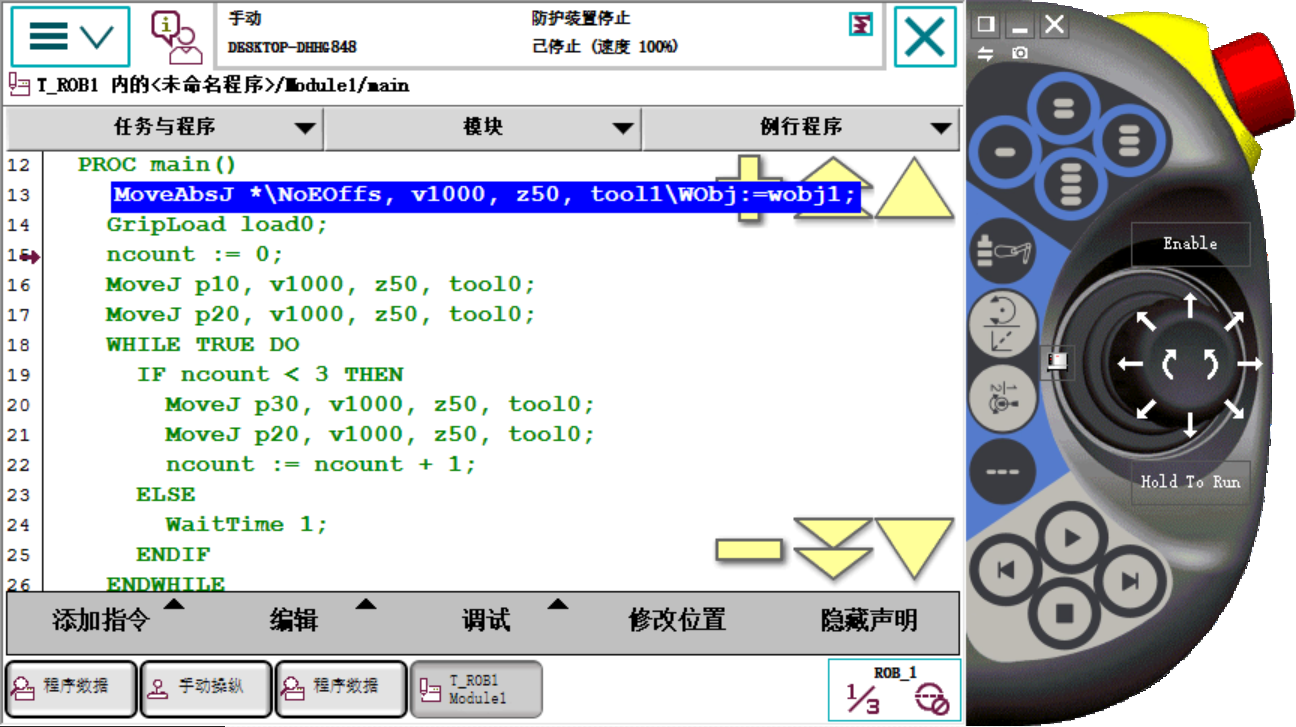 手动
防护装置停止
DESKTOP-DHHG848
已停止 (速度 100%)
T_ROB1 内的<未命名程序>/Module1/main
任务与程序 模块 例行程序
12 PROC main()
13 MoveAbsJ *\NoEOffs, v1000, z50, tool1\WObj:=wobj1;
14 GripLoad load0;
15 ncount := 0;
16 MoveJ p10, v1000, z50, tool0;
17 MoveJ p20, v1000, z50, tool0;
18 WHILE TRUE DO
19 IF ncount < 3 THEN
20 MoveJ p30, v1000, z50, tool0;
21 MoveJ p20, v1000, z50, tool0;
22 ncount := ncount + 1;
23 ELSE
24 WaitTime 1;
25 ENDIF
26 ENDWHILE
添加指令 编辑 调试 修改位置 隐藏声明
程序数据 手动操纵 程序数据 T_ROB1
Module1
ROB_1
1/3
Enable
Hold To Run